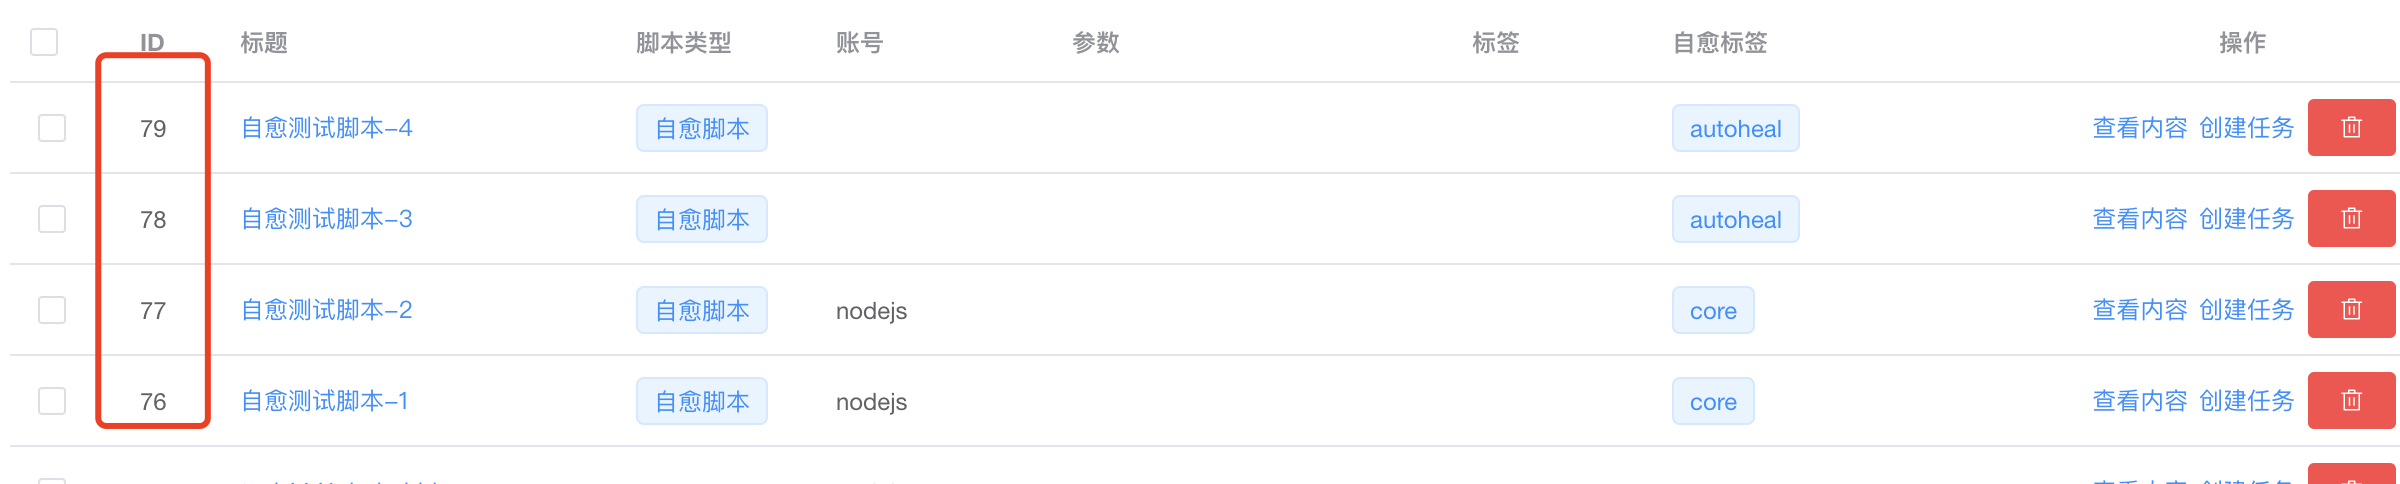 ID 标题 脚本类型 账号 参数 标签 自愈标签 操作
79 自愈测试脚本-4 自愈脚本 autoheal 查看内容 创建任务
78 自愈测试脚本-3 自愈脚本 autoheal 查看内容 创建任务
77 自愈测试脚本-2 自愈脚本 nodejs core 查看内容 创建任务
76 自愈测试脚本-1 自愈脚本 nodejs core 查看内容 创建任务